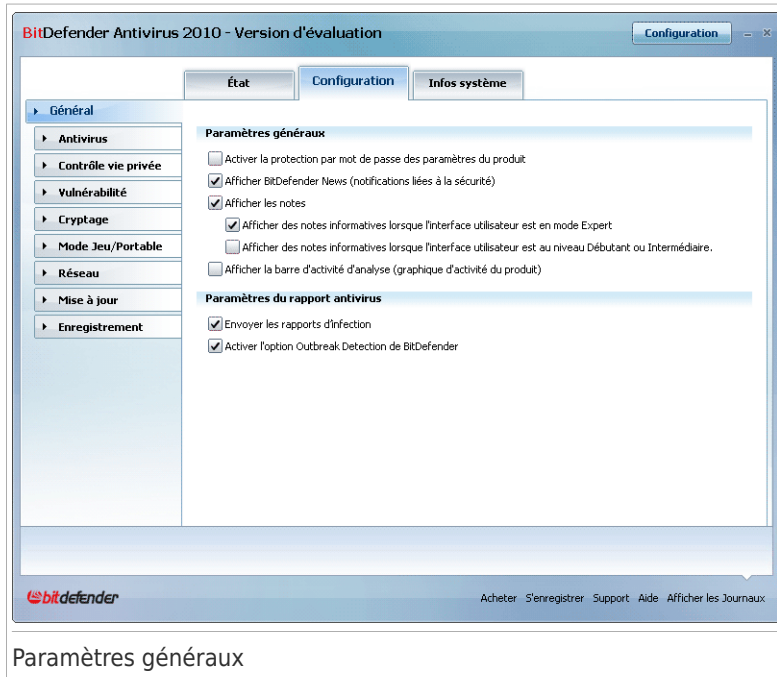 BitDefender Antivirus 2010 - Version d'évaluation
Configuration
État
Configuration
Infos système
Général
Antivirus
Contrôle vie privée
Vulnérabilité
Cryptage
Mode Jeu/Portable
Réseau
Mise à jour
Enregistrement
Paramètres généraux
Activer la protection par mot de passe des paramètres du produit
Afficher BitDefender News (notifications liées à la sécurité)
Afficher les notes
Afficher des notes informatives lorsque l'interface utilisateur est en mode Expert
Afficher des notes informatives lorsque l'interface utilisateur est au niveau Débutant ou Intermédiaire.
Afficher la barre d'activité d'analyse (graphique d'activité du produit)
Paramètres du rapport antivirus
Envoyer les rapports d'infection
Activer l'option Outbreak Detection de BitDefender
bitdefender
Acheter S'enregistrer Support Aide Afficher les Journaux
Paramètres généraux